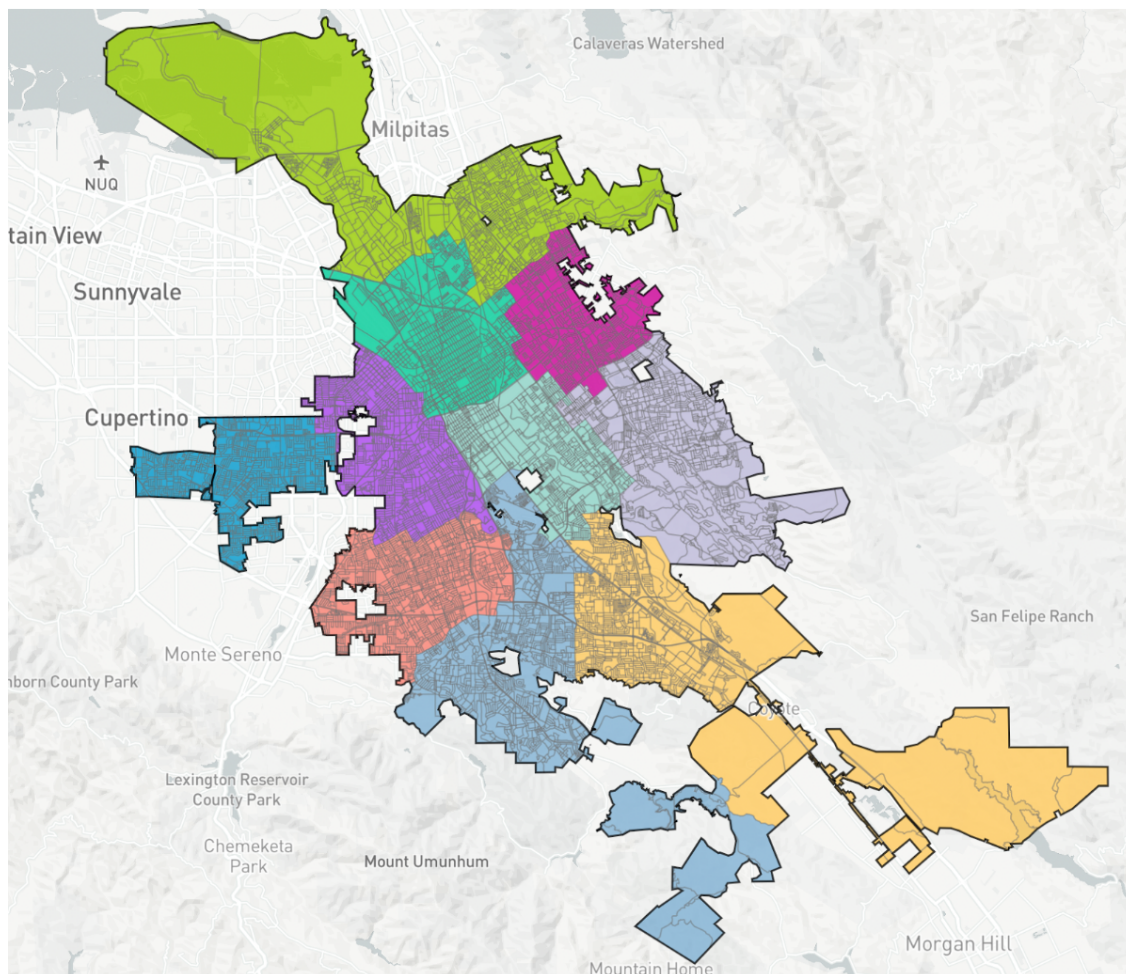 Calaveras Watershed
Milpitas
NUQ
tain View
Sunnyvale
Cupertino
San Felipe Ranch
Monte Sereno
nborn County Park
Coyote
Lexington Reservoir
County Park
Chemeketa
Park
Mount Umunhum
Morgan Hill
Mountain Home